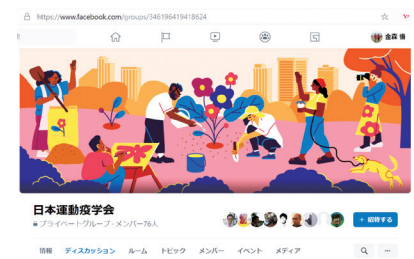 https://www.facebook.com/groups/346196419418624
金森 悟
日本運動疫学会
プライベートグループ・メンバー76人
+ 招待する
情報 ディスカッション ルーム トピック メンバー イベント メディア